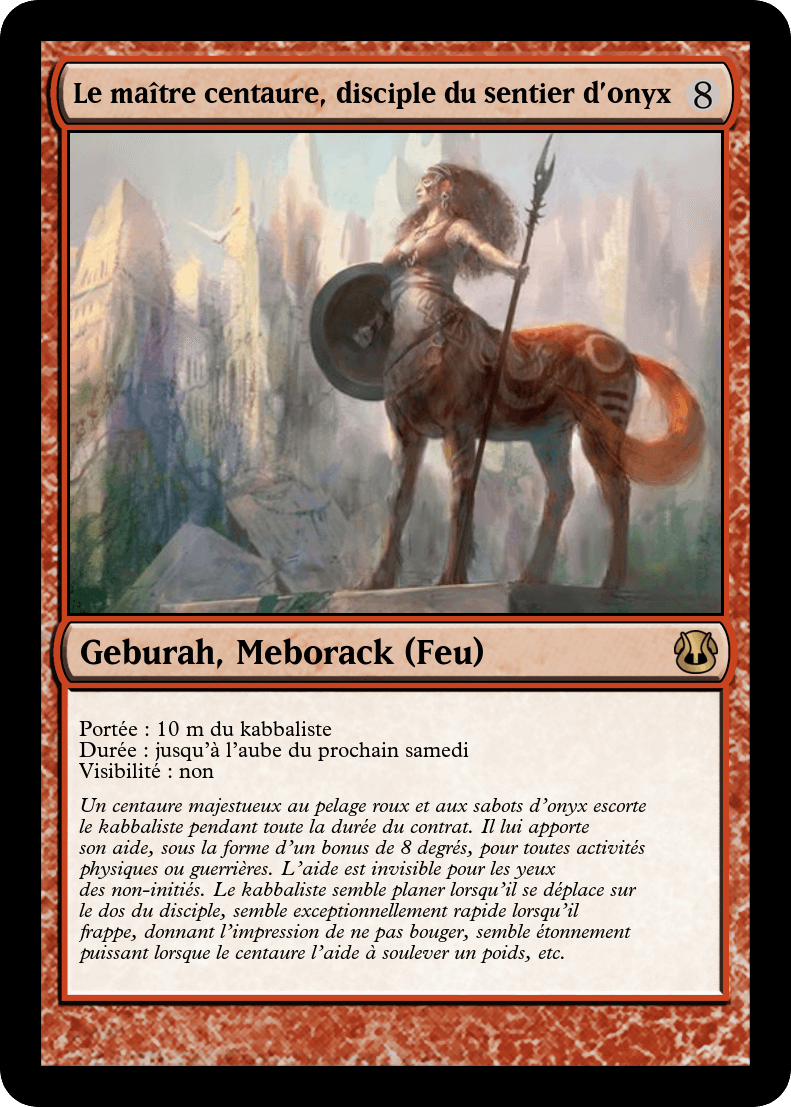 Le maître centaure, disciple du sentier d'onyx 8
Geburah, Meborack (Feu)
Portée : 10 m du kabbaliste
Durée : jusqu'à l'aube du prochain samedi
Visibilité : non
Un centaure majestueux au pelage roux et aux sabots d'onyx escorte
le kabbaliste pendant toute la durée du contrat. Il lui apporte
son aide, sous la forme d'un bonus de 8 degrés, pour toutes activités
physiques ou guerrières. L'aide est invisible pour les yeux
des non-initiés. Le kabbaliste semble planer lorsqu'il se déplace sur
le dos du disciple, semble exceptionnellement rapide lorsqu'il
frappe, donnant l'impression de ne pas bouger, semble étonnement
puissant lorsque le centaure l'aide à soulever un poids, etc.